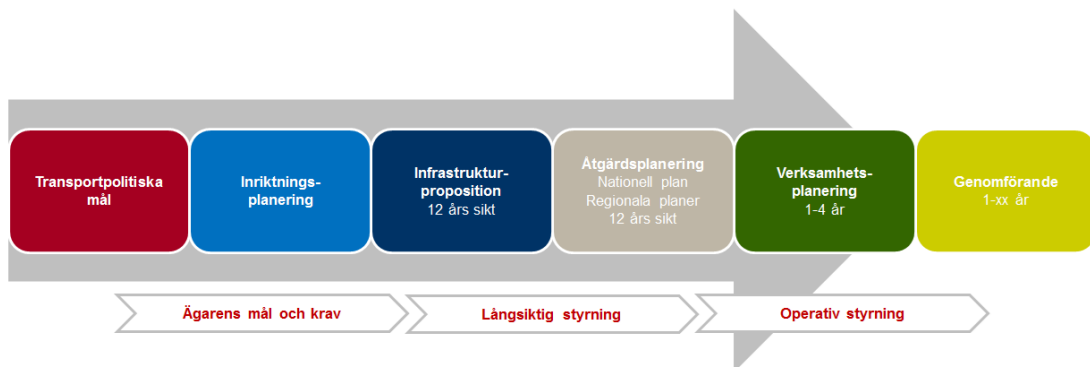 Transportpolitiska
mål
Inriktnings-
planering
Infrastruktur-
proposition
12 års sikt
Åtgärdsplanering
Nationell plan
Regionala planer
12 års sikt
Verksamhets-
planering
1-4 år
Genomförande
1-xx år
Ägarens mål och krav
Långsiktig styrning
Operativ styrning